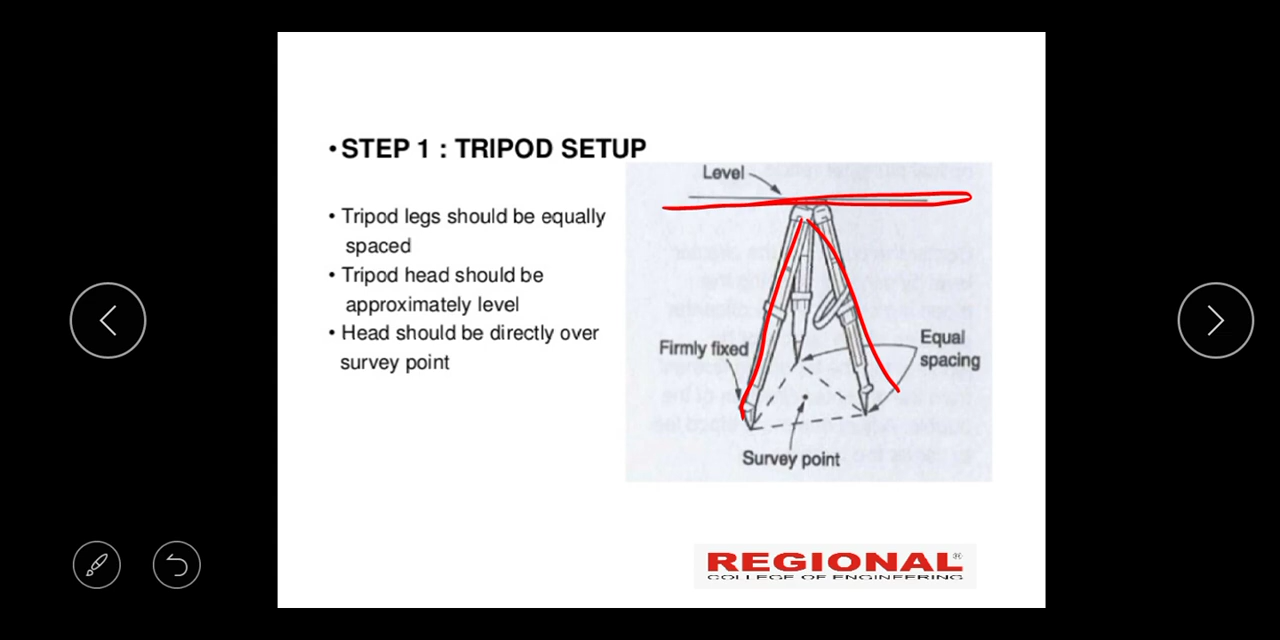 •STEP 1 : TRIPOD SETUP
• Tripod legs should be equally
spaced
• Tripod head should be
approximately level
• Head should be directly over
survey point
Level
Firmly fixed
Equal
spacing
Survey point
REGIONAL®
COLLEGE OF ENGINEERING